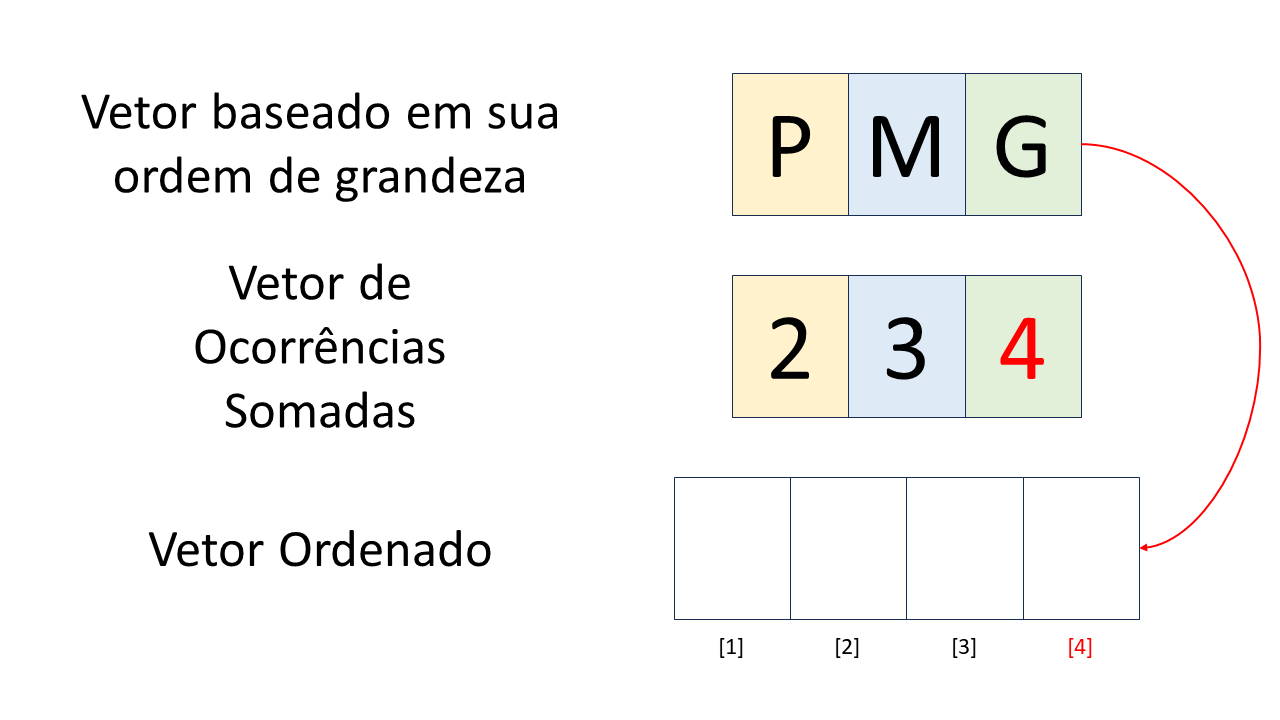 Vetor baseado em sua
ordem de grandeza
P M G
Vetor de
Ocorrências
Somadas
2 3 4
Vetor Ordenado
[1] [2] [3] [4]